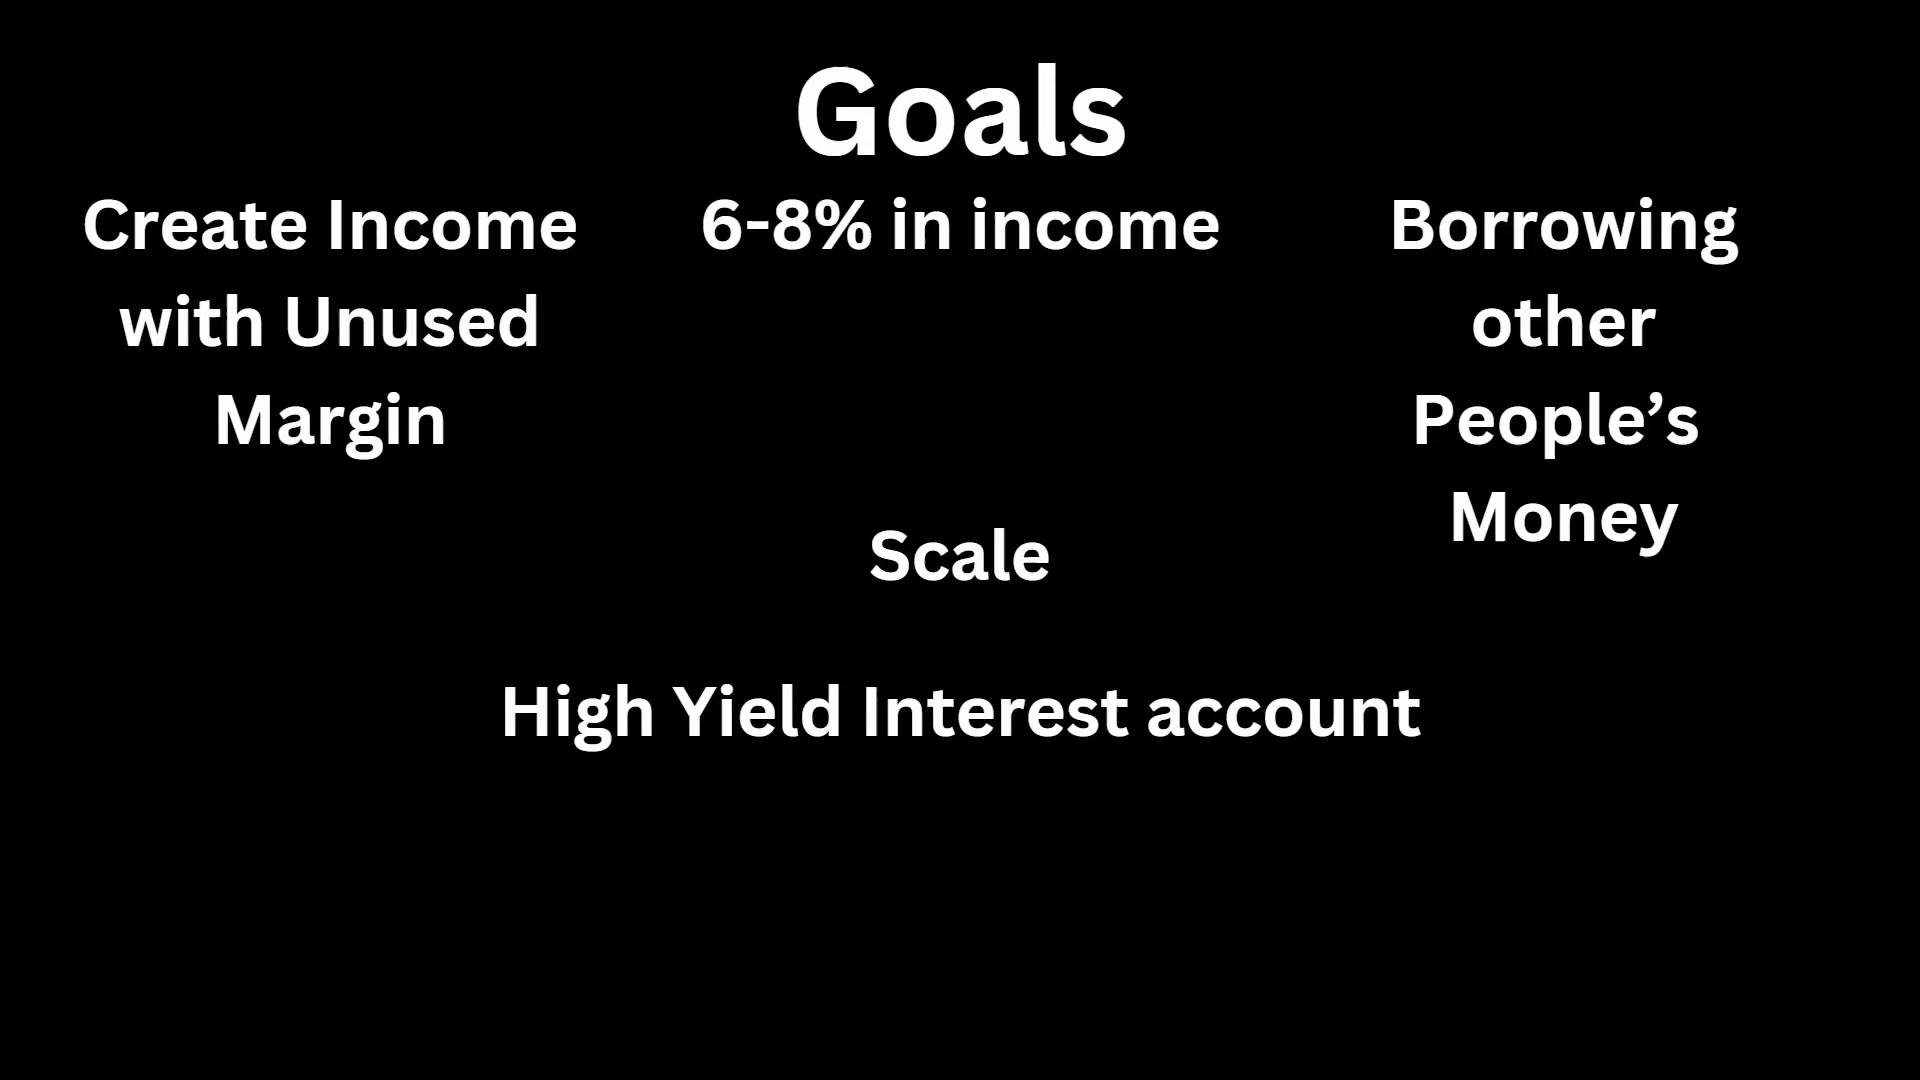 Goals
Create Income
with Unused
Margin
6-8% in income
Borrowing
other
People’s
Money
Scale
High Yield Interest account